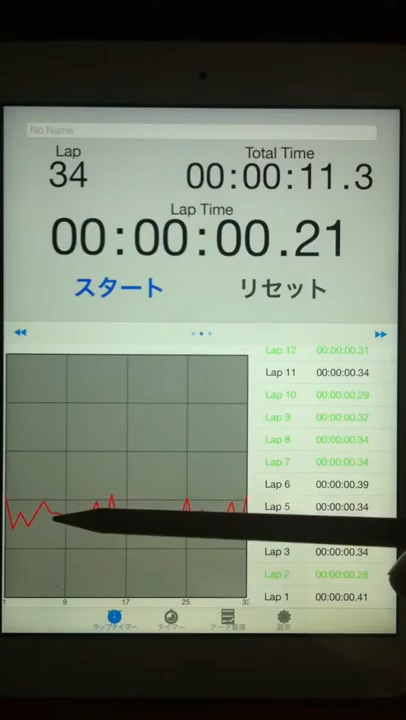 No Name
Lap
Total Time
34
00:00:11.3
Lap Time
00:00:00.21
スタート
リセット
Lap 12 00:00:00.31
Lap 11 00:00:00.34
Lap 10 00:00:00.29
Lap 9 00:00:00.32
Lap 8 00:00:00.34
Lap 7 00:00:00.34
Lap 6 00:00:00.39
Lap 5 00:00:00.34
Lap 3 00:00:00.34
Lap 2 00:00:00.28
Lap 1 00:00:00.41
1 9 17 25
ラップタイマー
タイマー
データ管理
設定